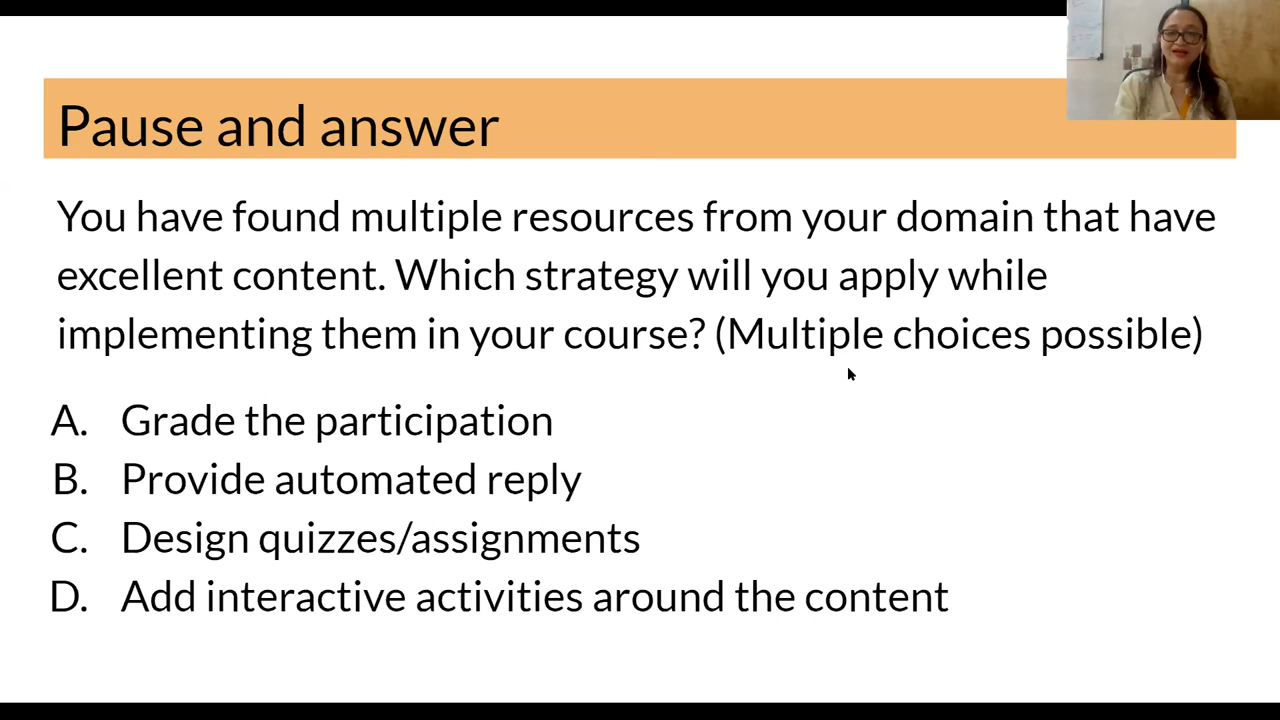 Pause and answer
You have found multiple resources from your domain that have
excellent content. Which strategy will you apply while
implementing them in your course? (Multiple choices possible)
A. Grade the participation
B. Provide automated reply
C. Design quizzes/assignments
D. Add interactive activities around the content